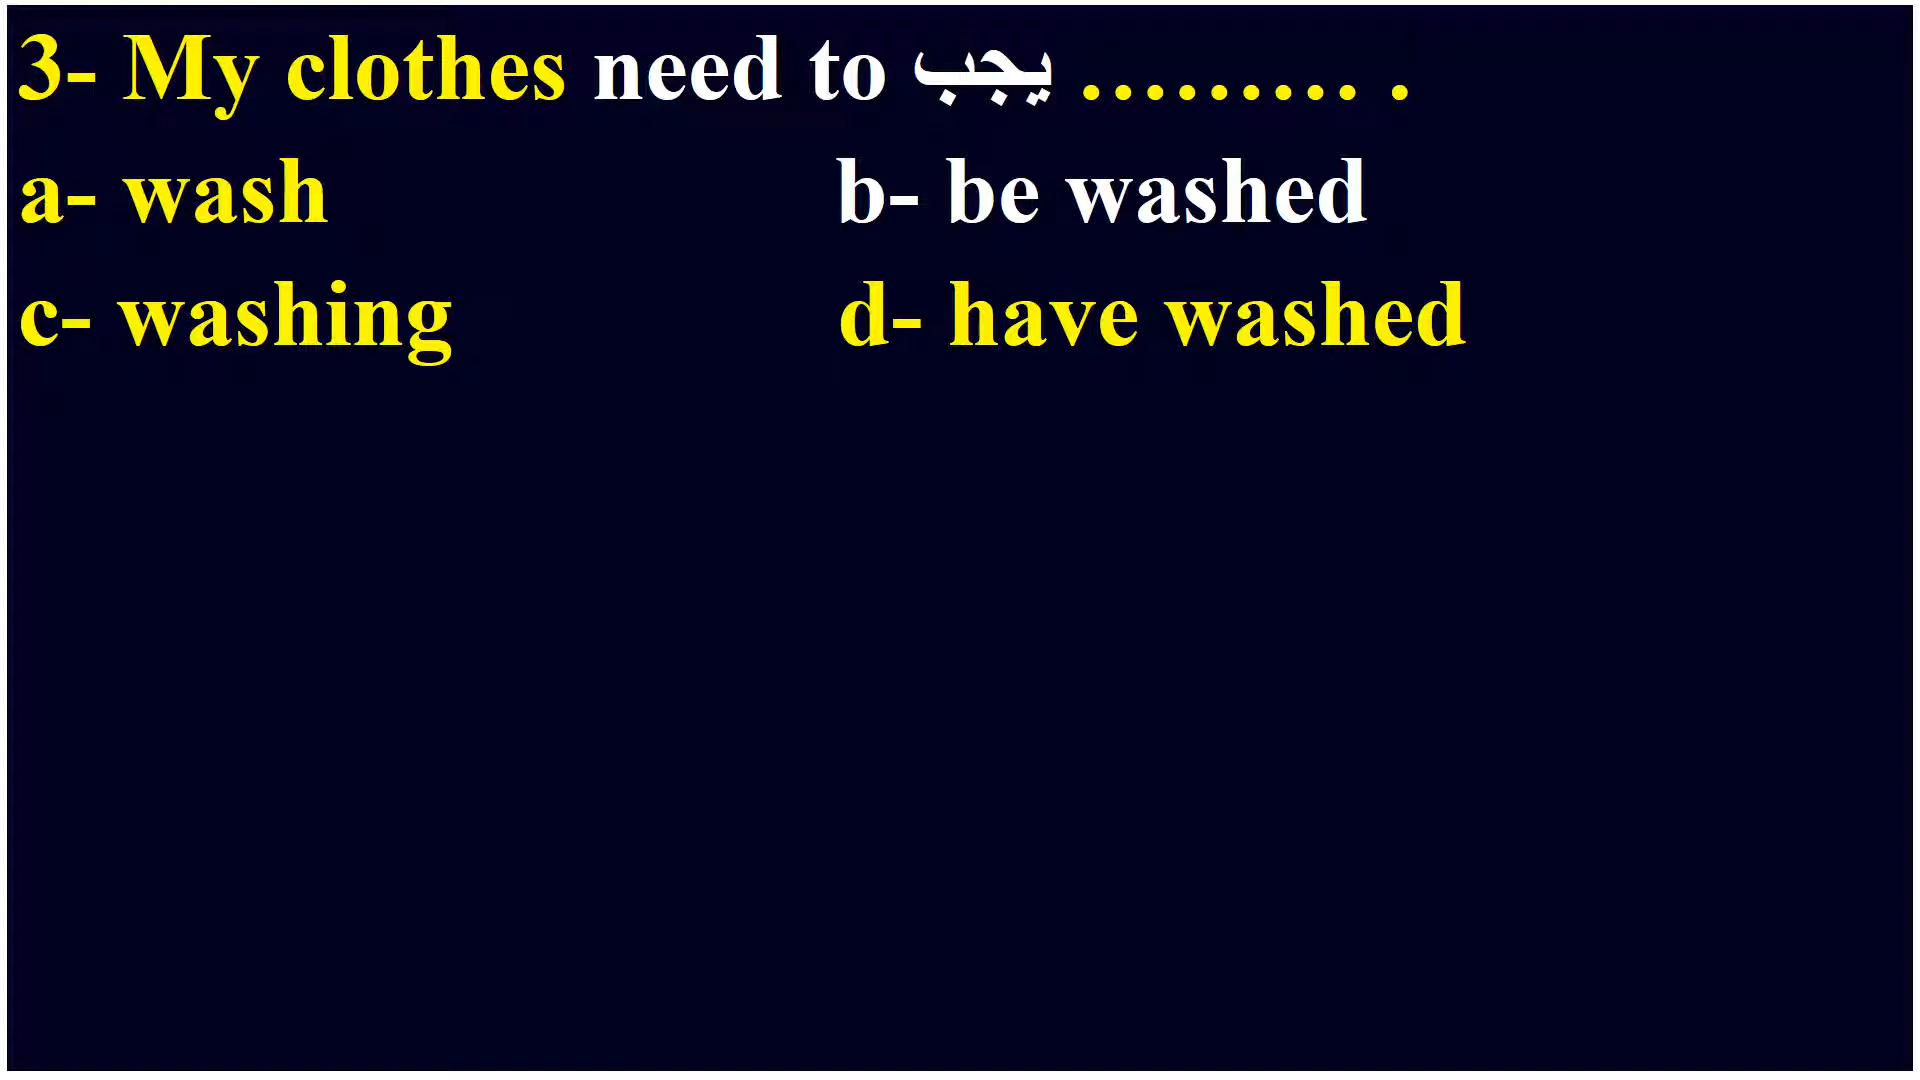 3- My clothes need to يجب ......... .
a- wash b- be washed
c- washing d- have washed